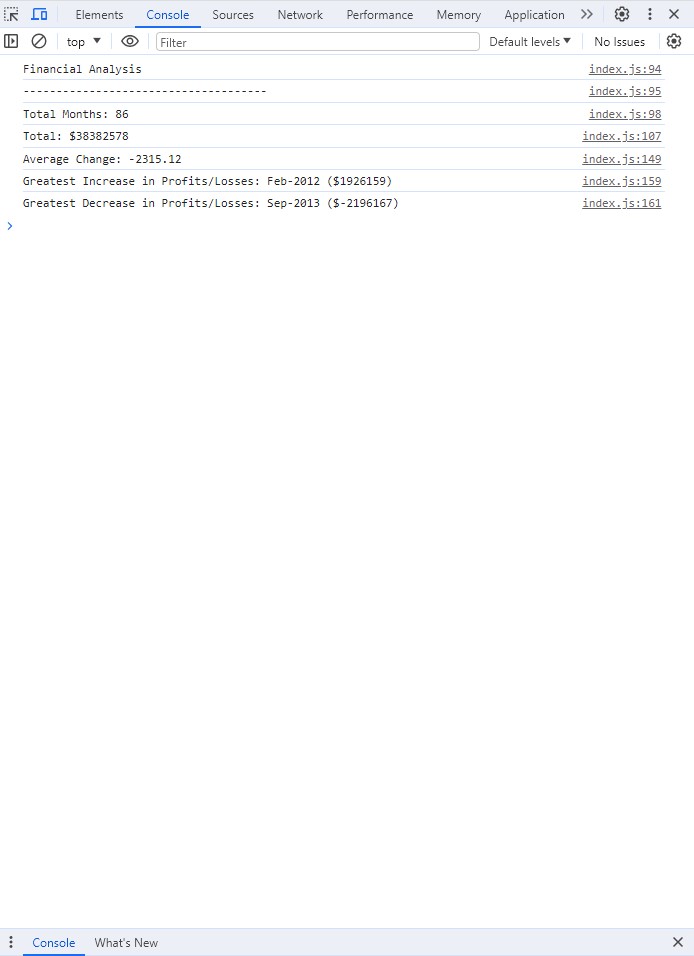 Elements Console Sources Network Performance Memory Application
top Filter Default levels No Issues
Financial Analysis index.js:94
------------------------------------- index.js:95
Total Months: 86 index.js:98
Total: $38382578 index.js:107
Average Change: -2315.12 index.js:149
Greatest Increase in Profits/Losses: Feb-2012 ($1926159) index.js:159
Greatest Decrease in Profits/Losses: Sep-2013 ($-2196167) index.js:161
Console What's New